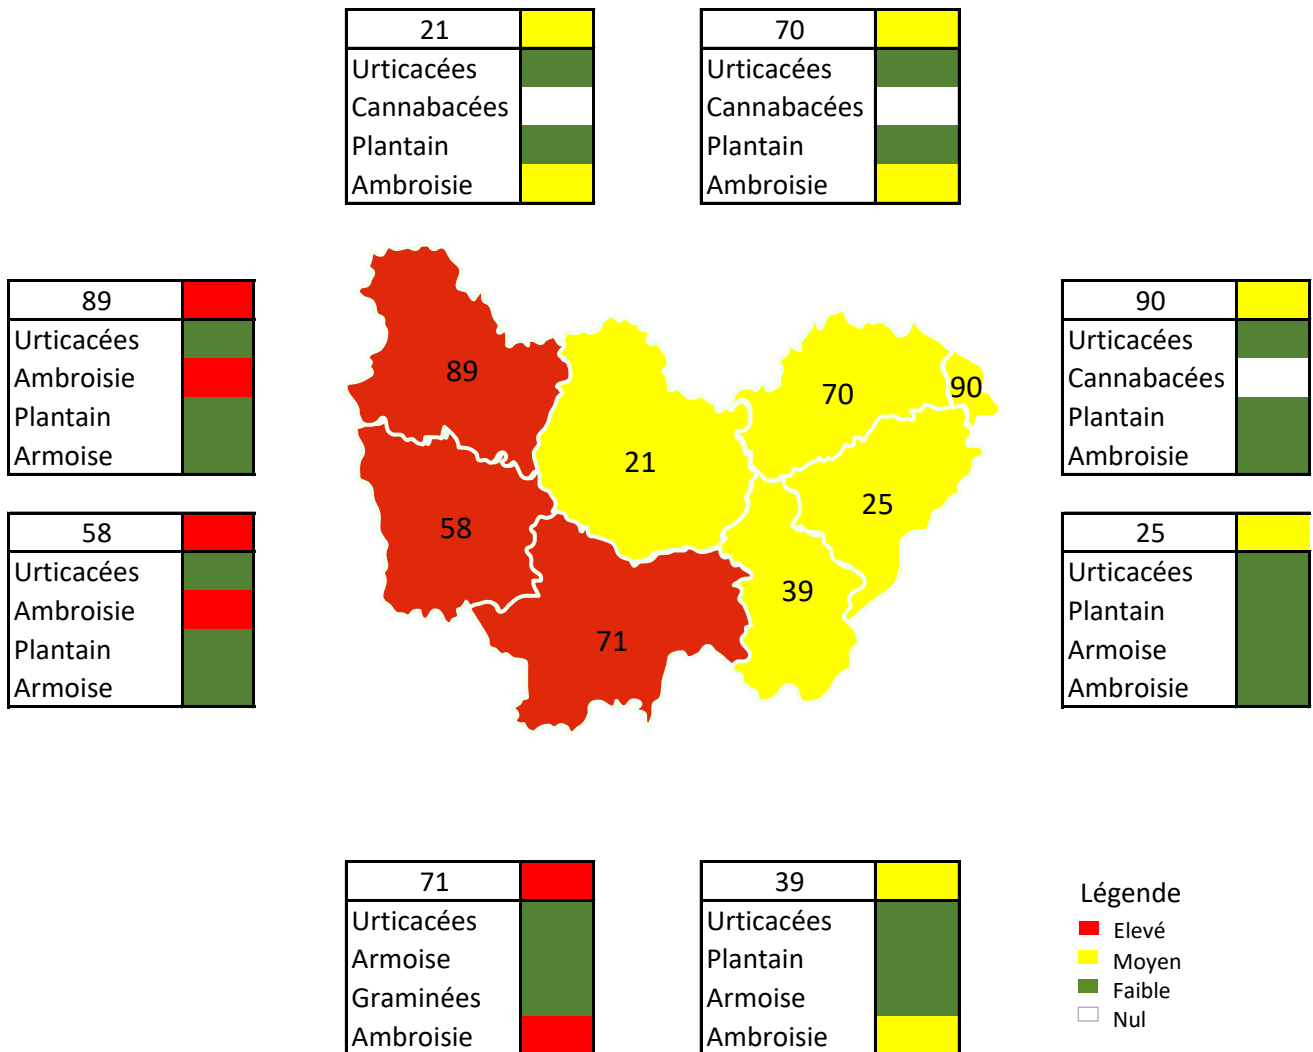 21
Urticacées
Cannabacées
Plantain
Ambroisie
70
Urticacées
Cannabacées
Plantain
Ambroisie
89
Urticacées
Ambroisie
Plantain
Armoise
58
Urticacées
Ambroisie
Plantain
Armoise
89
21
70
90
58
25
39
71
90
Urticacées
Cannabacées
Plantain
Ambroisie
25
Urticacées
Plantain
Armoise
Ambroisie
71
Urticacées
Armoise
Graminées
Ambroisie
39
Urticacées
Plantain
Armoise
Ambroisie
Légende
Elevé
Moyen
Faible
Nul